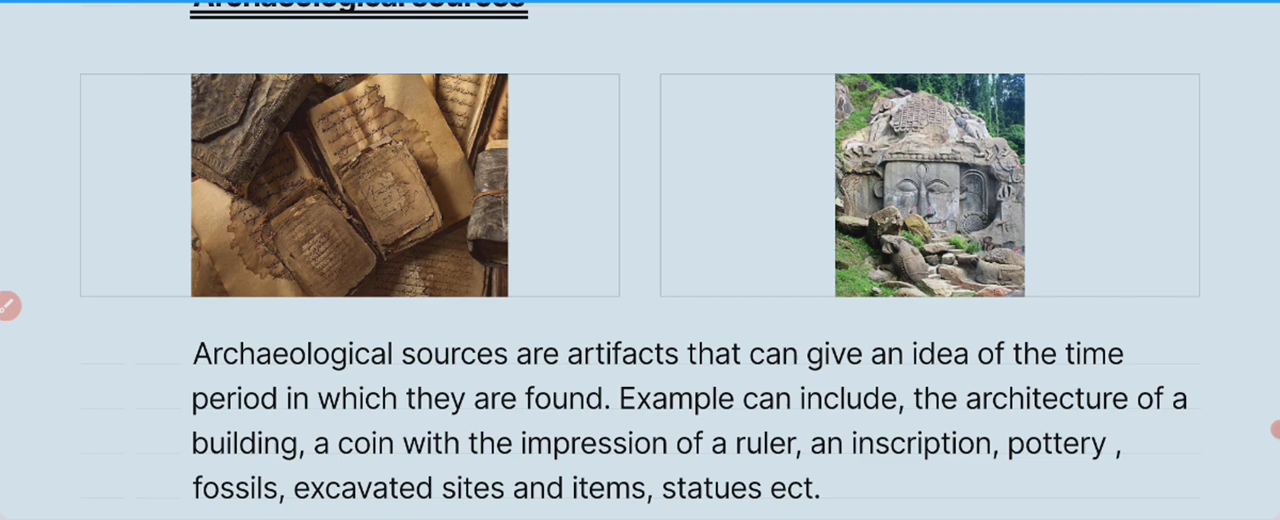 Archaeological sources
Archaeological sources are artifacts that can give an idea of the time
period in which they are found. Example can include, the architecture of a
building, a coin with the impression of a ruler, an inscription, pottery ,
fossils, excavated sites and items, statues ect.